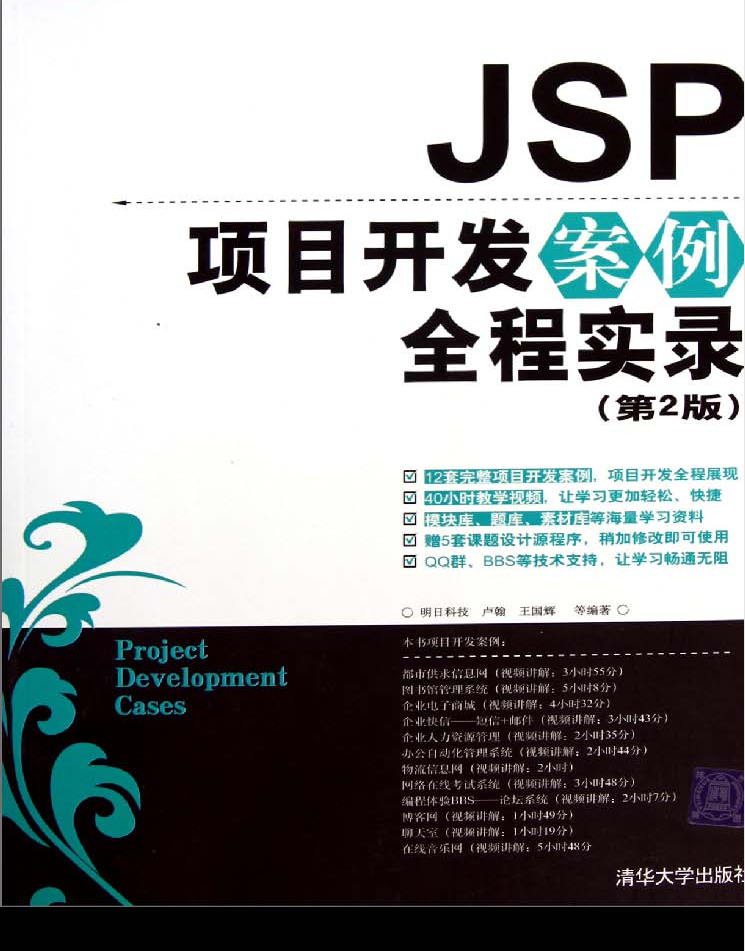 JSP
项目开发案例
全程实录
（第2版）
12套完整项目开发案例，项目开发全程展现
40小时教学视频，让学习更加轻松、快捷
模块库、题库、素材库等海量学习资料
赠5套课题设计源程序，稍加修改即可使用
QQ群、BBS等技术支持，让学习畅通无阻
明日科技 卢翰 王国辉 等编著
Project
Development
Cases
本书项目开发案例：
都市供求信息网（视频讲解：3小时55分）
图书馆管理系统（视频讲解：5小时8分）
企业电子商城（视频讲解：4小时32分）
企业快信——短信+邮件（视频讲解：3小时43分）
企业人力资源管理（视频讲解：2小时35分）
办公自动化管理系统（视频讲解：2小时44分）
物流信息网（视频讲解：2小时）
网络在线考试系统（视频讲解：3小时48分）
编程体验BBS——论坛系统（视频讲解：2小时7分）
博客网（视频讲解：1小时49分）
聊天室（视频讲解：1小时19分）
在线音乐网（视频讲解：5小时48分
清华大学出版社